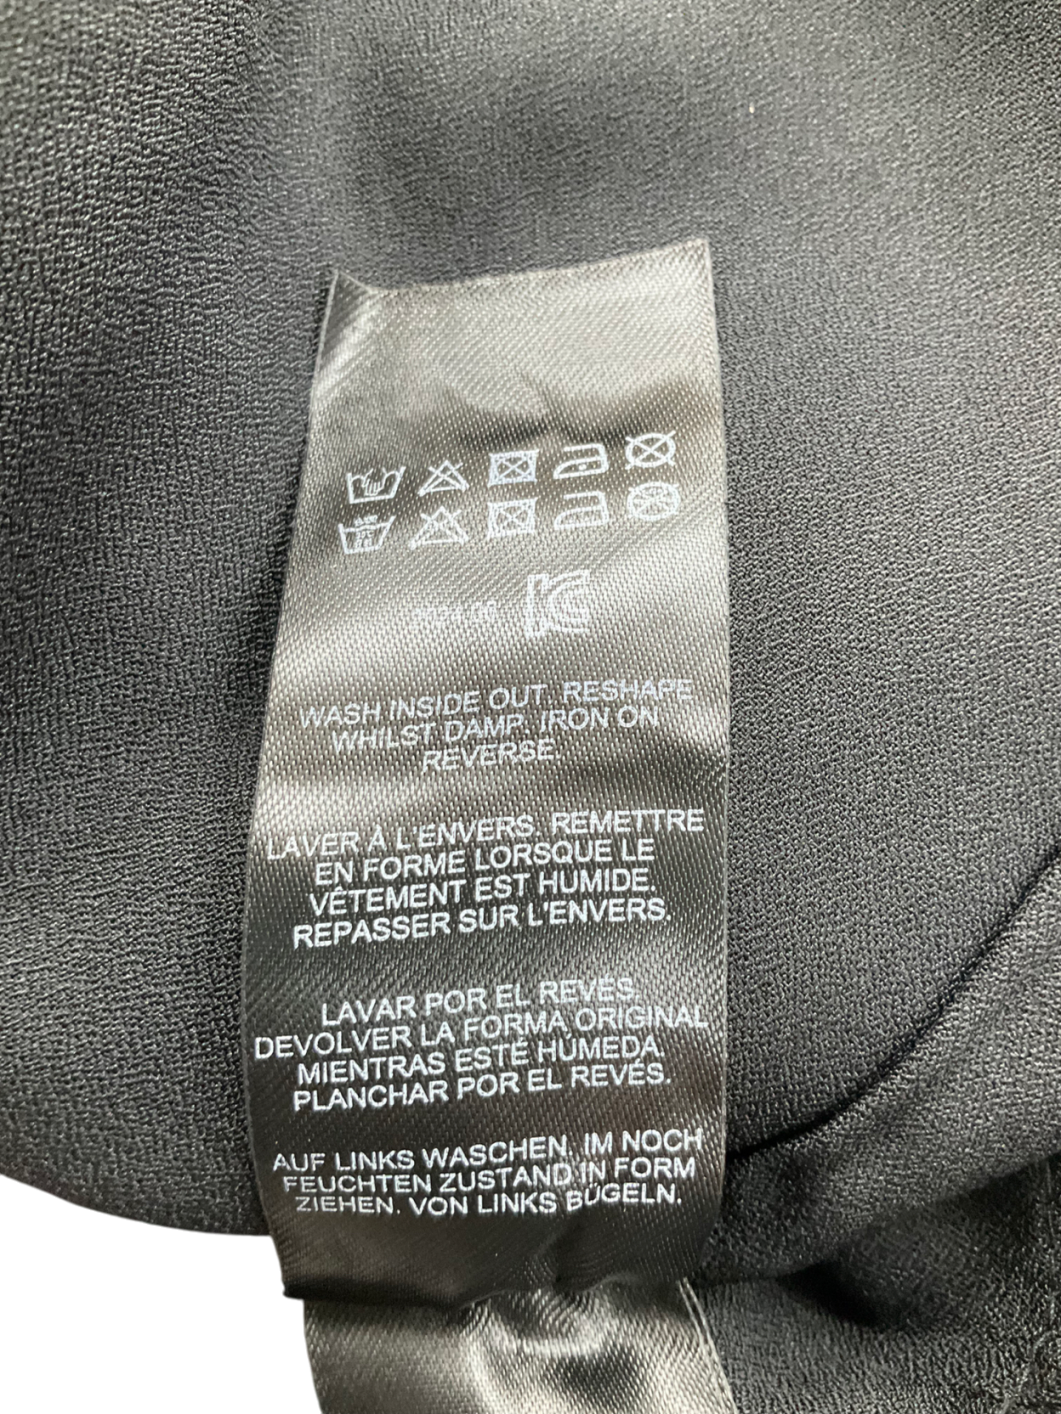 WASH INSIDE OUT. RESHAPE
WHILST DAMP. IRON ON
REVERSE.
LAVER À L'ENVERS. REMETTRE
EN FORME LORSQUE LE
VÊTEMENT EST HUMIDE.
REPASSER SUR L'ENVERS.
LAVAR POR EL REVÉS.
DEVOLVER LA FORMA ORIGINAL
MIENTRAS ESTÉ HÚMEDA.
PLANCHAR POR EL REVÉS.
AUF LINKS WASCHEN. IM NOCH
FEUCHTEN ZUSTAND IN FORM
ZIEHEN. VON LINKS BÜGELN.